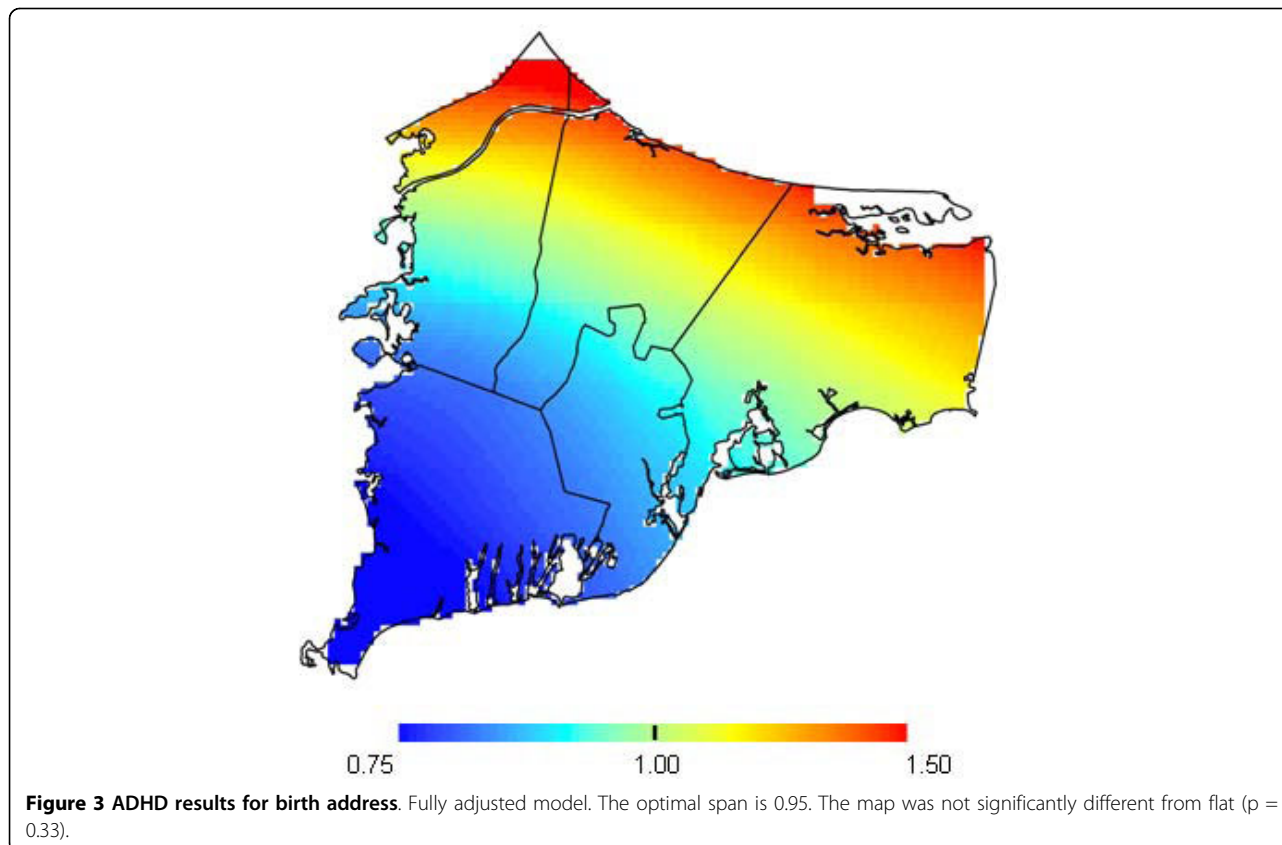 0.75 1.00 1.50
Figure 3 ADHD results for birth address. Fully adjusted model. The optimal span is 0.95. The map was not significantly different from flat (p =
0.33).